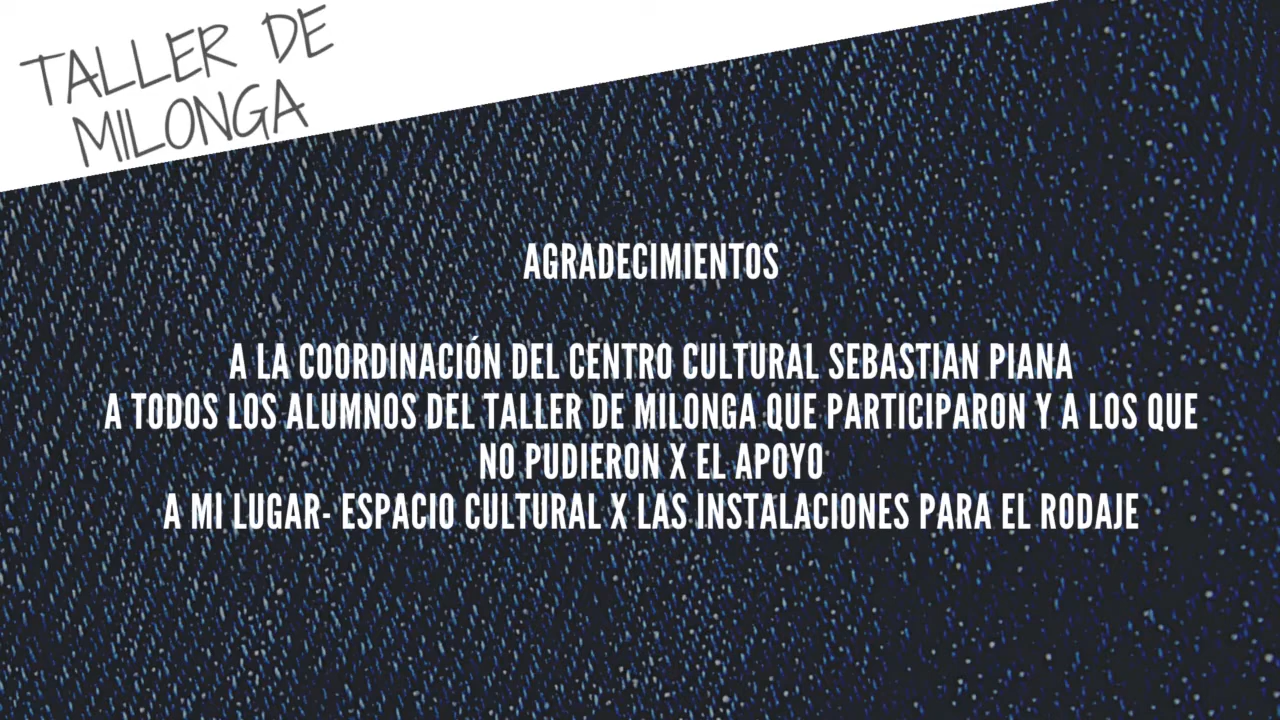 TALLER DE
MILONGA
AGRADECIMIENTOS
A LA COORDINACIÓN DEL CENTRO CULTURAL SEBASTIAN PIANA
A TODOS LOS ALUMNOS DEL TALLER DE MILONGA QUE PARTICIPARON Y A LOS QUE
NO PUDIERON X EL APOYO
A MI LUGAR- ESPACIO CULTURAL X LAS INSTALACIONES PARA EL RODAJE